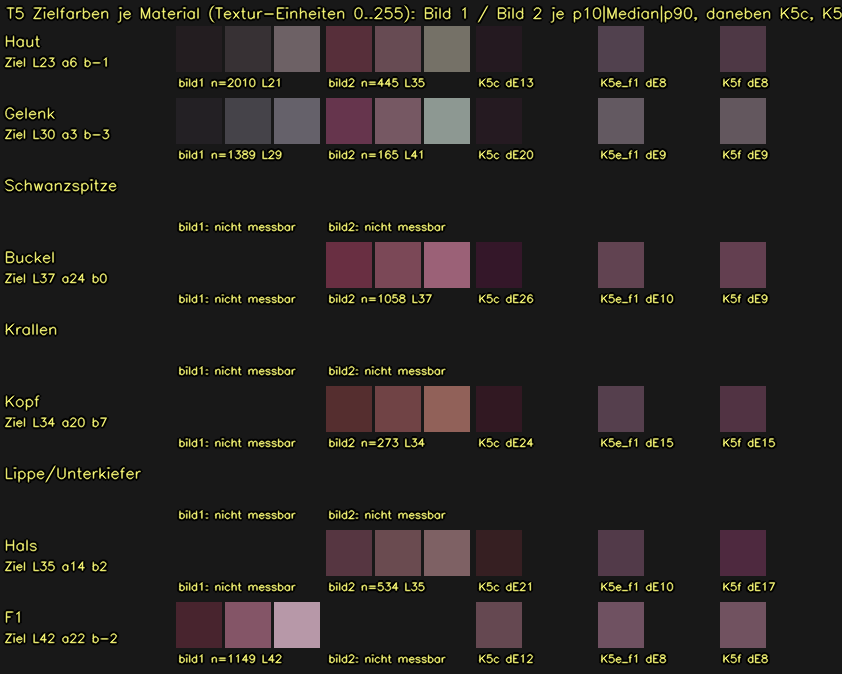 T5 Zielfarben je Material (Textur-Einheiten 0..255): Bild 1 / Bild 2 je p10|Median|p90, daneben K5c, K5
Haut
Ziel L23 a6 b-1
bild1 n=2010 L21
bild2 n=445 L35
K5c dE13
K5e_f1 dE8
K5f dE8
Gelenk
Ziel L30 a3 b-3
bild1 n=1389 L29
bild2 n=165 L41
K5c dE20
K5e_f1 dE9
K5f dE9
Schwanzspitze
bild1: nicht messbar
bild2: nicht messbar
Buckel
Ziel L37 a24 b0
bild1: nicht messbar
bild2 n=1058 L37
K5c dE26
K5e_f1 dE10
K5f dE9
Krallen
bild1: nicht messbar
bild2: nicht messbar
Kopf
Ziel L34 a20 b7
bild1: nicht messbar
bild2 n=273 L34
K5c dE24
K5e_f1 dE15
K5f dE15
Lippe/Unterkiefer
bild1: nicht messbar
bild2: nicht messbar
Hals
Ziel L35 a14 b2
bild1: nicht messbar
bild2 n=534 L35
K5c dE21
K5e_f1 dE10
K5f dE17
F1
Ziel L42 a22 b-2
bild1 n=1149 L42
bild2: nicht messbar
K5c dE12
K5e_f1 dE8
K5f dE8